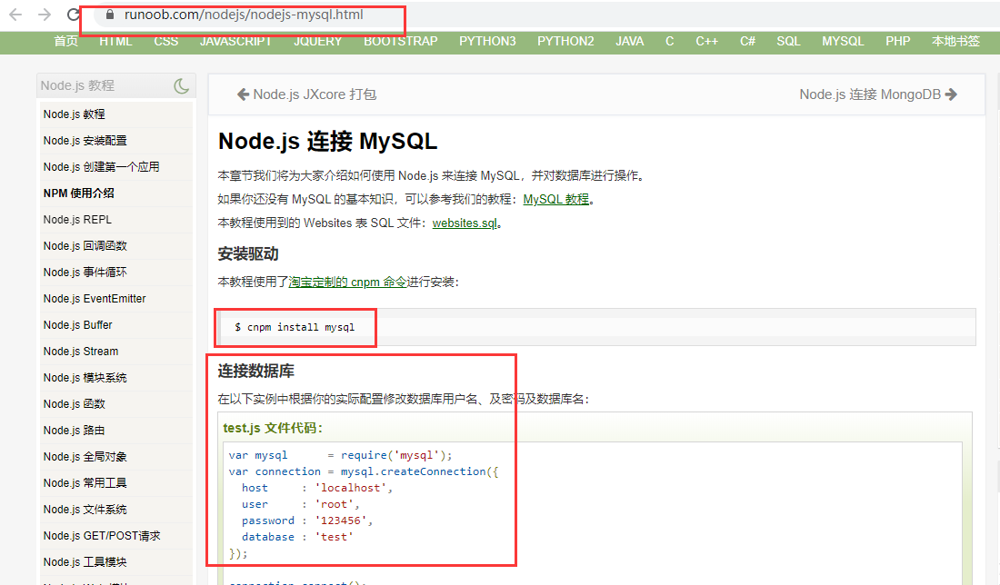 runoob.com/nodejs/nodejs-mysql.html
首页 HTML CSS JAVASCRIPT JQUERY BOOTSTRAP PYTHON3 PYTHON2 JAVA C C++ C# SQL MYSQL PHP 本地书签
Node.js 教程
Node.js 教程
Node.js 安装配置
Node.js 创建第一个应用
NPM 使用介绍
Node.js REPL
Node.js 回调函数
Node.js 事件循环
Node.js EventEmitter
Node.js Buffer
Node.js Stream
Node.js 模块系统
Node.js 函数
Node.js 路由
Node.js 全局对象
Node.js 常用工具
Node.js 文件系统
Node.js GET/POST请求
Node.js 工具模块
Node.js JXcore 打包
Node.js 连接 MongoDB
Node.js 连接 MySQL
本章节我们将为大家介绍如何使用 Node.js 来连接 MySQL，并对数据库进行操作。
如果你还没有 MySQL 的基本知识，可以参考我们的教程：MySQL 教程。
本教程使用到的 Websites 表 SQL 文件：websites.sql。
安装驱动
本教程使用了淘宝定制的 cnpm 命令进行安装：
$ cnpm install mysql
连接数据库
在以下实例中根据你的实际配置修改数据库用户名、及密码及数据库名：
test.js 文件代码：
var mysql      = require('mysql');
var connection = mysql.createConnection({
  host     : 'localhost',
  user     : 'root',
  password : '123456',
  database : 'test'
});
connection.connect();